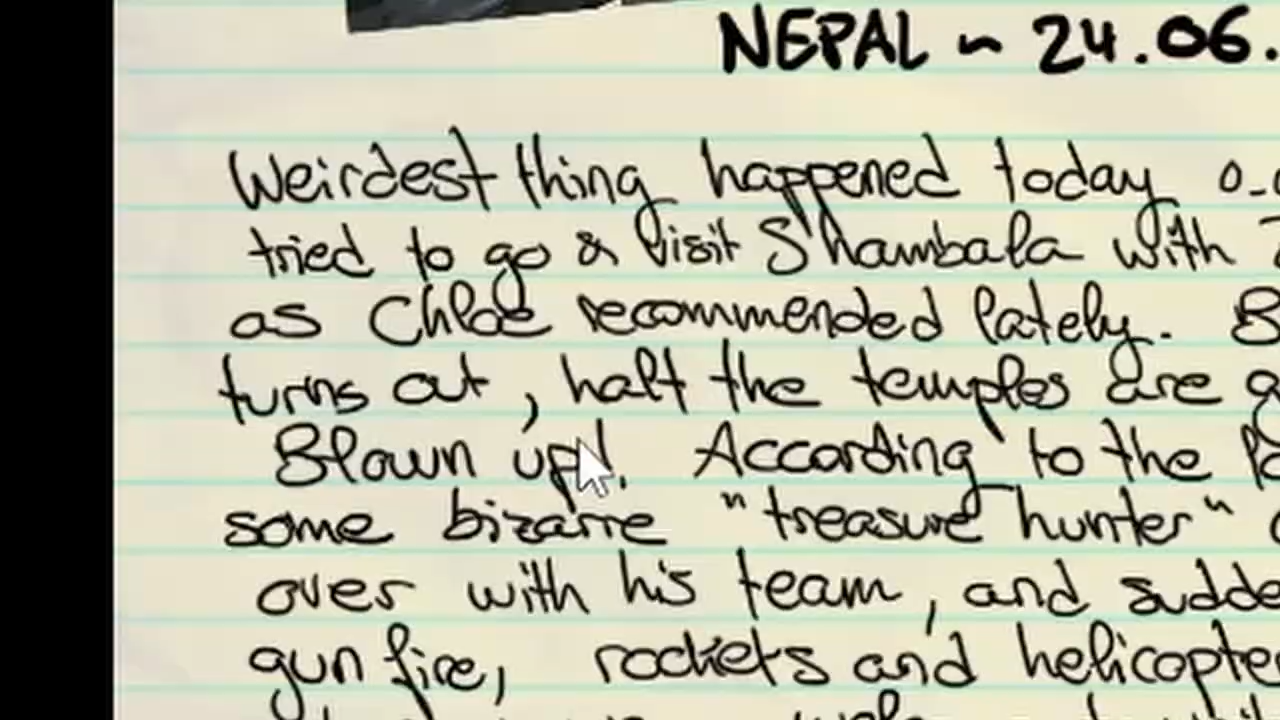 NEPAL ~ 24.06.
Weirdest thing happened today
tried to go & visit Shambala with
as Chloe recommended lately.
turns out, half the temples are
Blown up! According to the
some bizarre "treasure hunter"
over with his team, and sudde
gun fire, rockets and helicopte